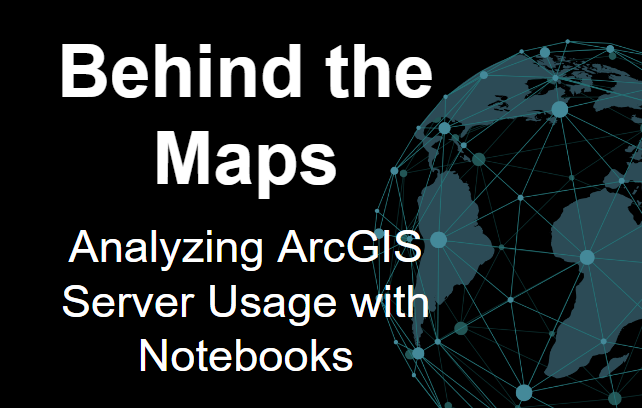 Behind the
Maps
Analyzing ArcGIS
Server Usage with
Notebooks